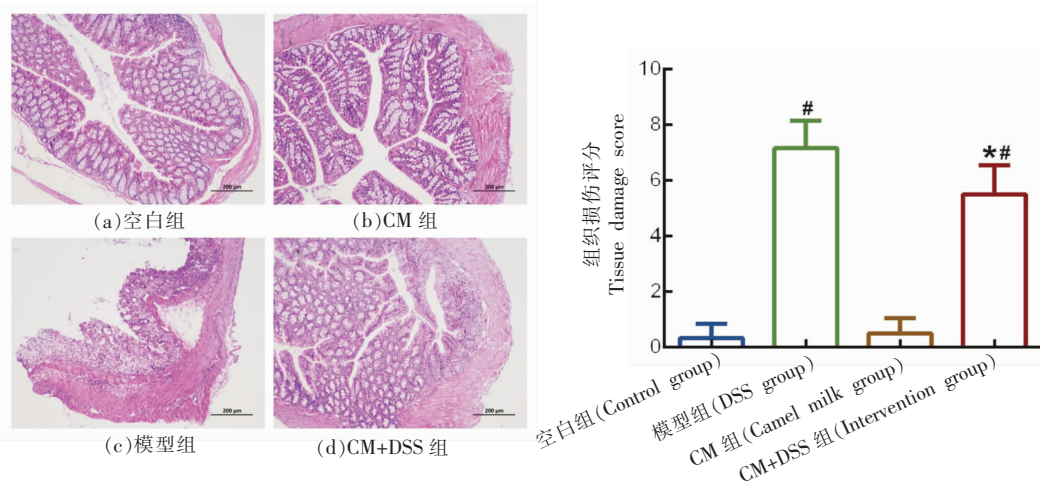 200 μm
200 μm
(a)空白组
(b)CM 组
200 μm
200 μm
(c)模型组
(d)CM+DSS 组
组织损伤评分
Tissue damage score
10
8
6
4
2
0
#
*#
空白组(Control group)
模型组(DSS group)
CM 组(Camel milk group)
CM+DSS 组(Intervention group)